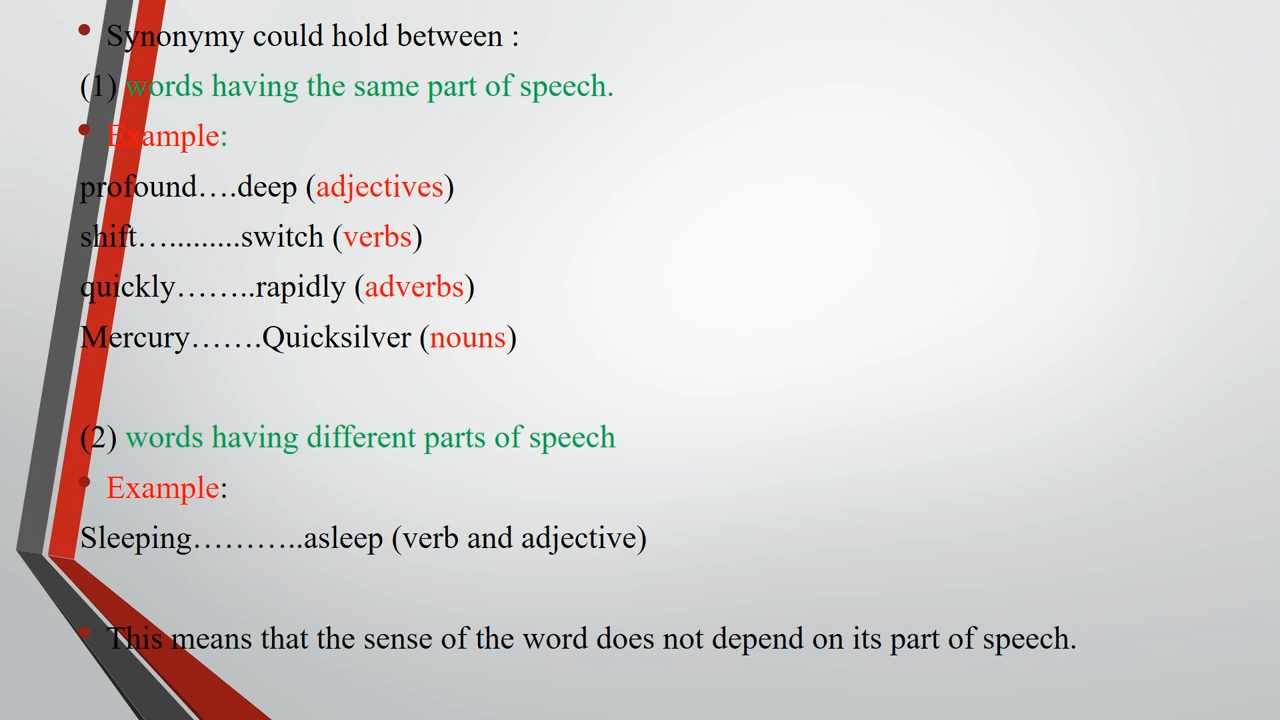 Synonymy could hold between :
(1) words having the same part of speech.
Example:
profound….deep (adjectives)
shift….........switch (verbs)
quickly……..rapidly (adverbs)
Mercury…….Quicksilver (nouns)
(2) words having different parts of speech
Example:
Sleeping………..asleep (verb and adjective)
This means that the sense of the word does not depend on its part of speech.